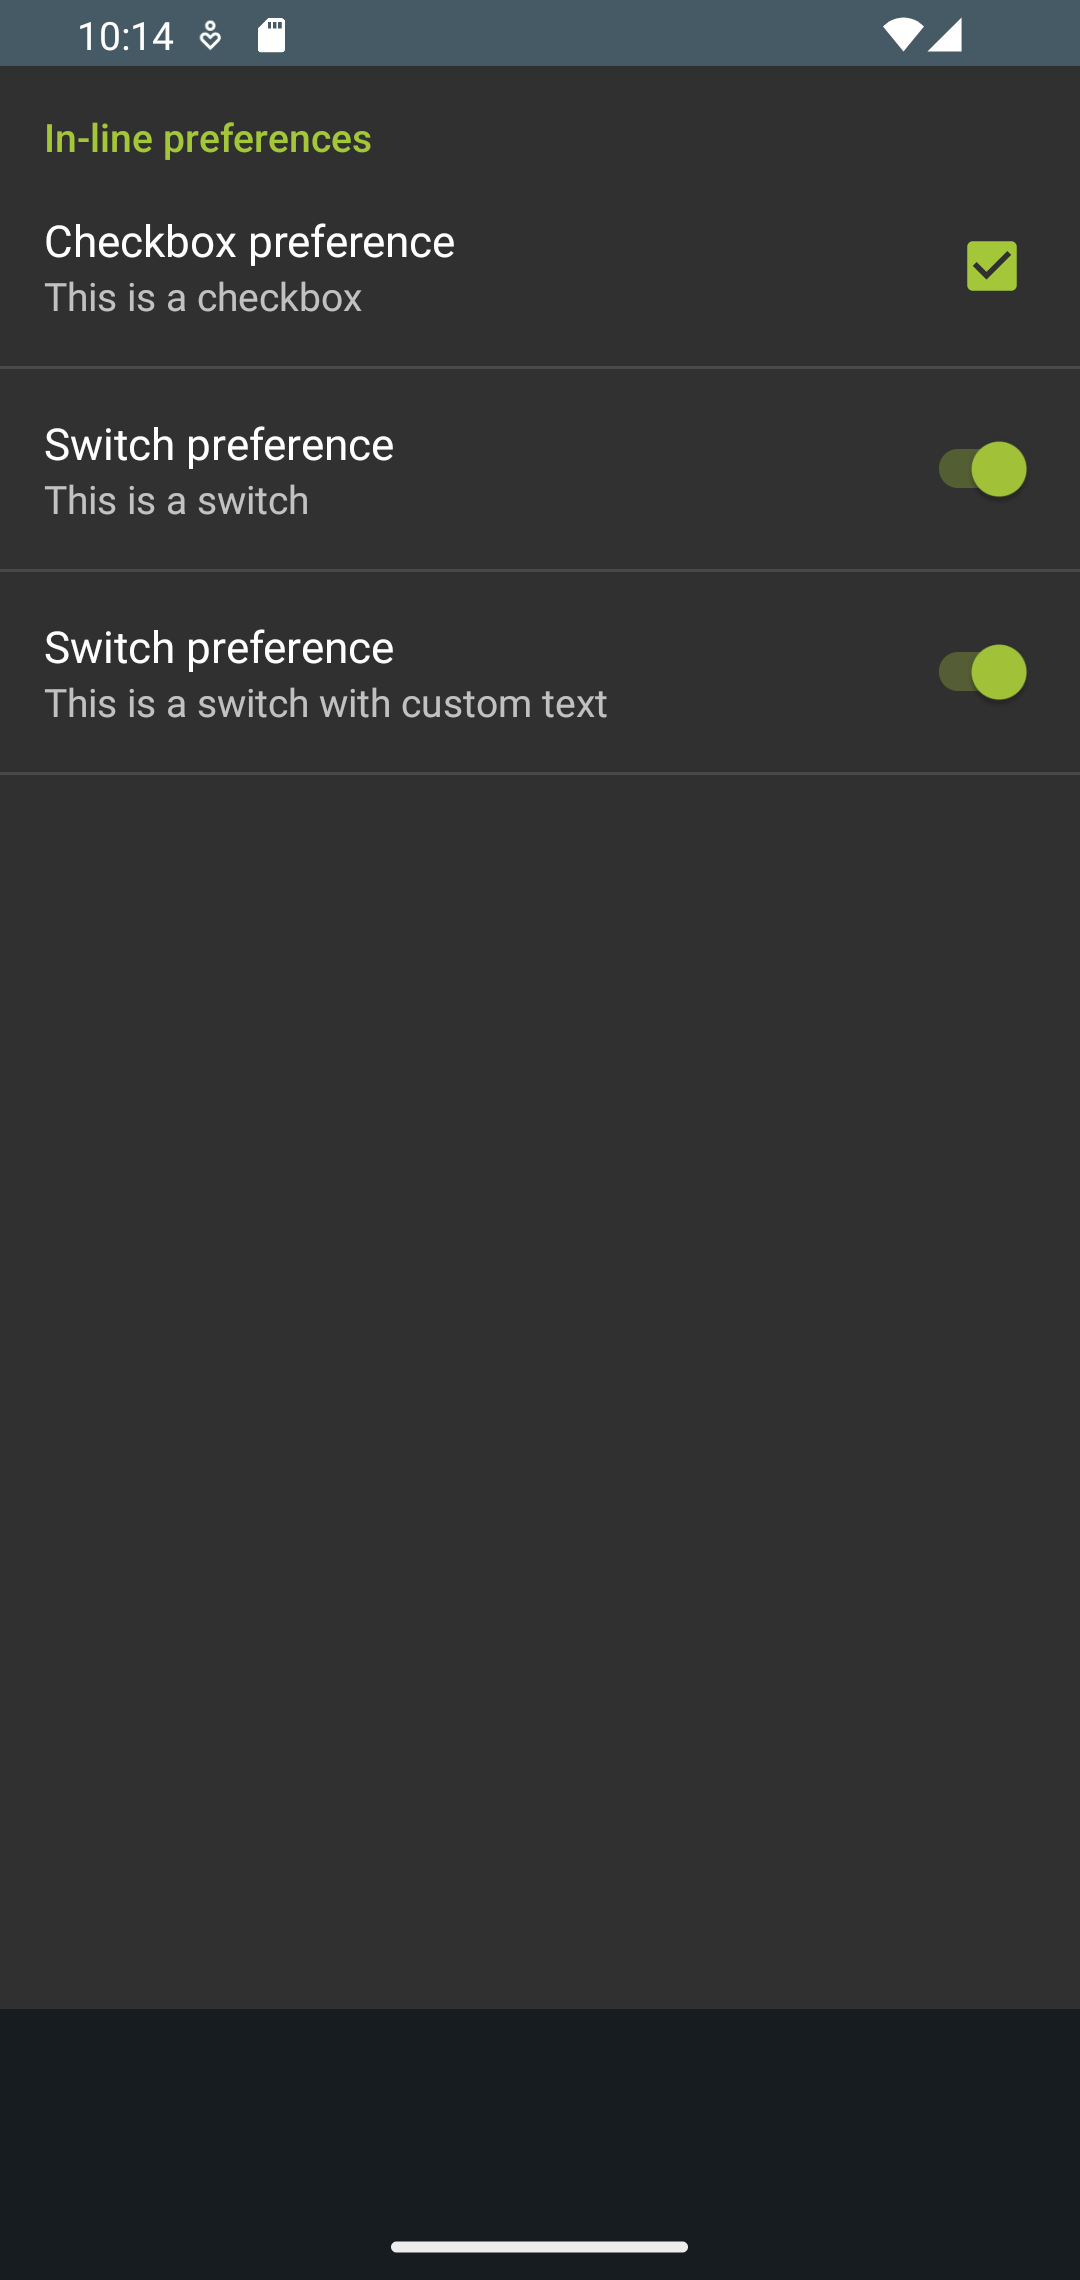 10:14
In-line preferences
Checkbox preference
This is a checkbox
Switch preference
This is a switch
Switch preference
This is a switch with custom text